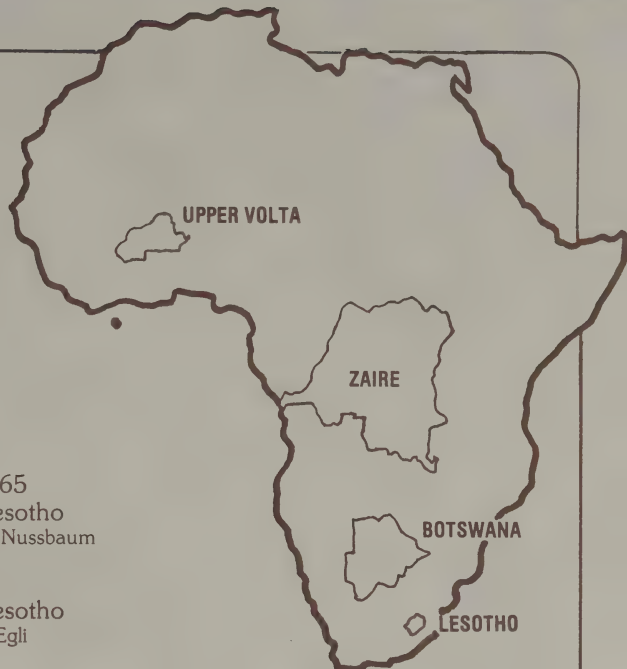 UPPER VOLTA
ZAIRE
BOTSWANA
LESOTHO
65
esotho
Nussbaum
esotho
Egli